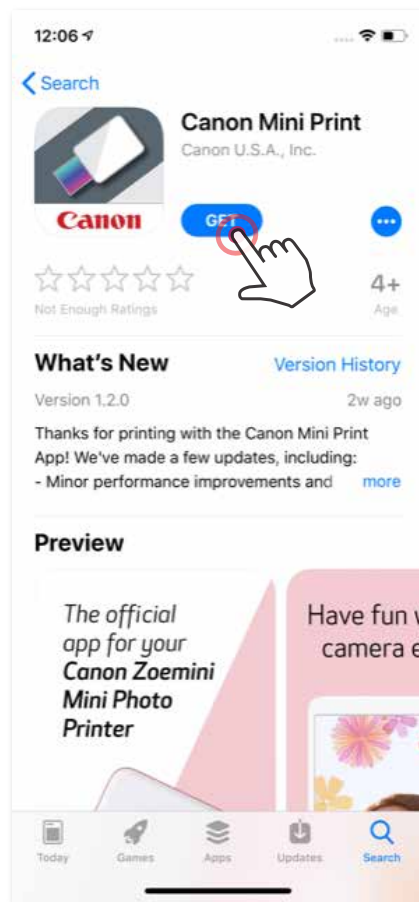 12:06
Search
Canon Mini Print
Canon U.S.A., Inc.
Canon
GET
4+
Not Enough Ratings
Age
What's New
Version History
Version 1.2.0
2w ago
Thanks for printing with the Canon Mini Print
App! We've made a few updates, including:
- Minor performance improvements and more
Preview
The official
app for your
Canon Zoemini
Mini Photo
Printer
Have fun
camera e
Today
Games
Apps
Updates
Search